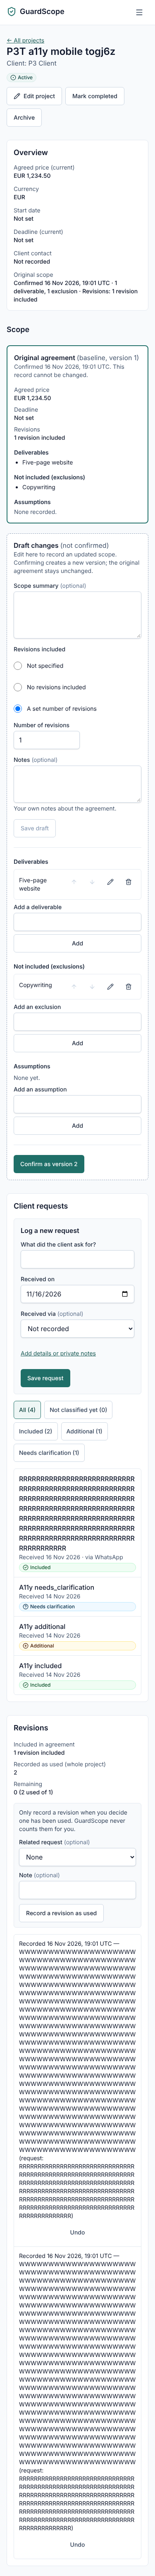 GuardScope
← All projects
P3T a11y mobile togj6z
Client: P3 Client
Active
Edit project
Mark completed
Archive
Overview
Agreed price (current)
EUR 1,234.50
Currency
EUR
Start date
Not set
Deadline (current)
Not set
Client contact
Not recorded
Original scope
Confirmed 16 Nov 2026, 19:01 UTC · 1
deliverable, 1 exclusion · Revisions: 1 revision
included
Scope
Original agreement (baseline, version 1)
Confirmed 16 Nov 2026, 19:01 UTC. This
record cannot be changed.
Agreed price
EUR 1,234.50
Deadline
Not set
Revisions
1 revision included
Deliverables
• Five-page website
Not included (exclusions)
• Copywriting
Assumptions
None recorded.
Draft changes (not confirmed)
Edit here to record an updated scope.
Confirming creates a new version; the original
agreement stays unchanged.
Scope summary (optional)
Revisions included
Not specified
No revisions included
A set number of revisions
Number of revisions
1
Notes (optional)
Your own notes about the agreement.
Save draft
Deliverables
Five-page
website
Add a deliverable
Add
Not included (exclusions)
Copywriting
Add an exclusion
Add
Assumptions
None yet.
Add an assumption
Add
Confirm as version 2
Client requests
Log a new request
What did the client ask for?
Received on
11/16/2026
Received via (optional)
Not recorded
Add details or private notes
Save request
All (4)
Not classified yet (0)
Included (2)
Additional (1)
Needs clarification (1)
Received 16 Nov 2026 · via WhatsApp
Included
A11y needs_clarification
Received 14 Nov 2026
Needs clarification
A11y additional
Received 14 Nov 2026
Additional
A11y included
Received 14 Nov 2026
Included
Revisions
Included in agreement
1 revision included
Recorded as used (whole project)
2
Remaining
0 (2 used of 1)
Only record a revision when you decide
one has been used. GuardScope never
counts them for you.
Related request (optional)
None
Note (optional)
Record a revision as used
Recorded 16 Nov 2026, 19:01 UTC —
(request:
Undo
Recorded 16 Nov 2026, 19:01 UTC —
(request:
Undo